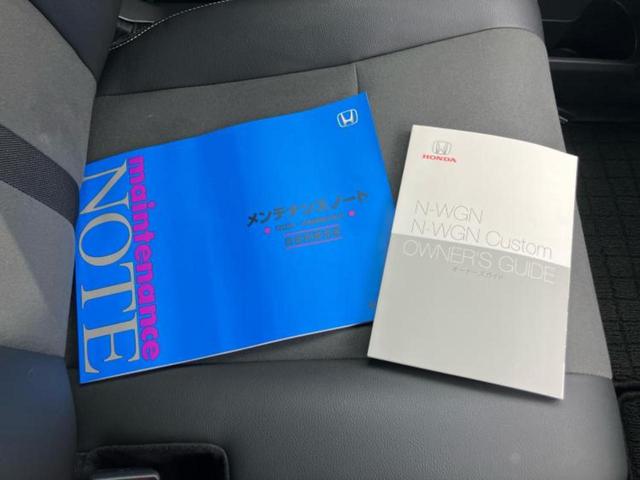 maintenance
NOTE
メンテナンスノート
HONDA
N-WGN
N-WGN Custom
OWNER'S GUIDE
オーナーズガイド